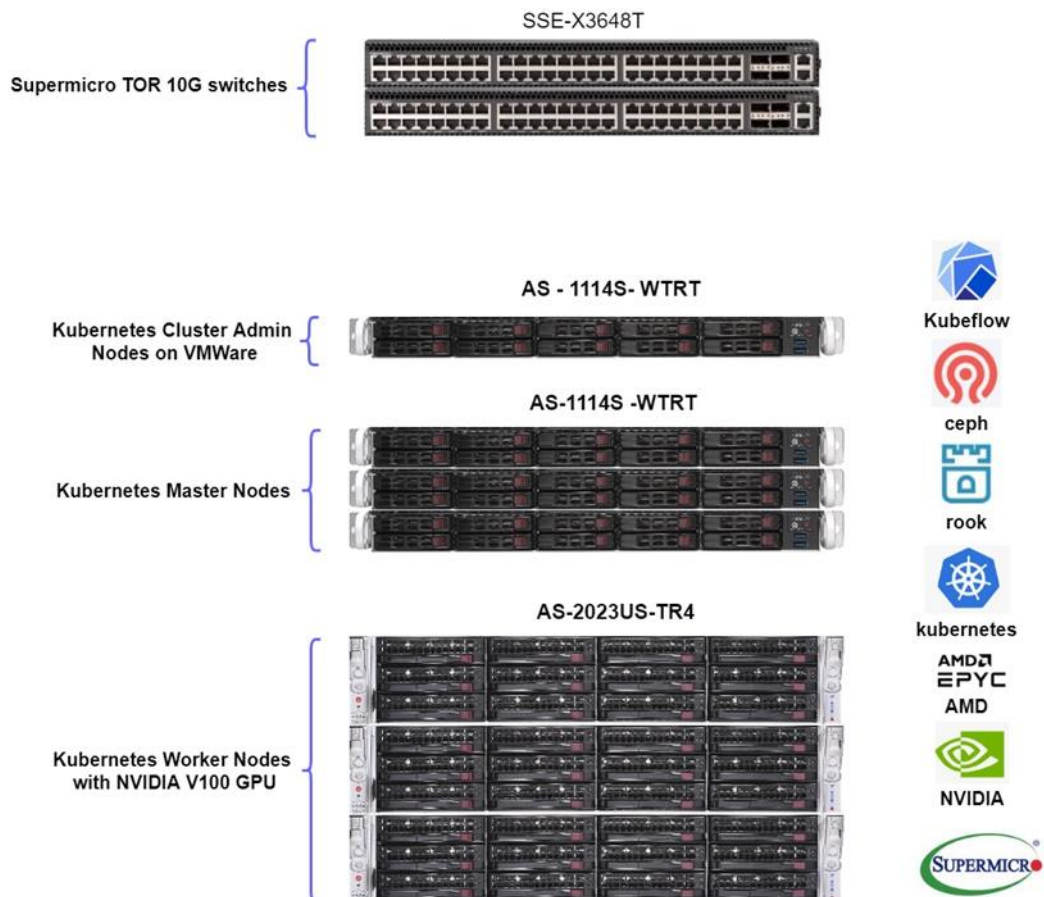 SSE-X3648T
Supermicro TOR 10G switches
AS - 1114S- WTRT
Kubernetes Cluster Admin
Nodes on VMWare
AS-1114S -WTRT
Kubernetes Master Nodes
AS-2023US-TR4
Kubernetes Worker Nodes
with NVIDIA V100 GPU
Kubeflow
ceph
rook
kubernetes
AMD
EPYC
AMD
NVIDIA
SUPERMICRO